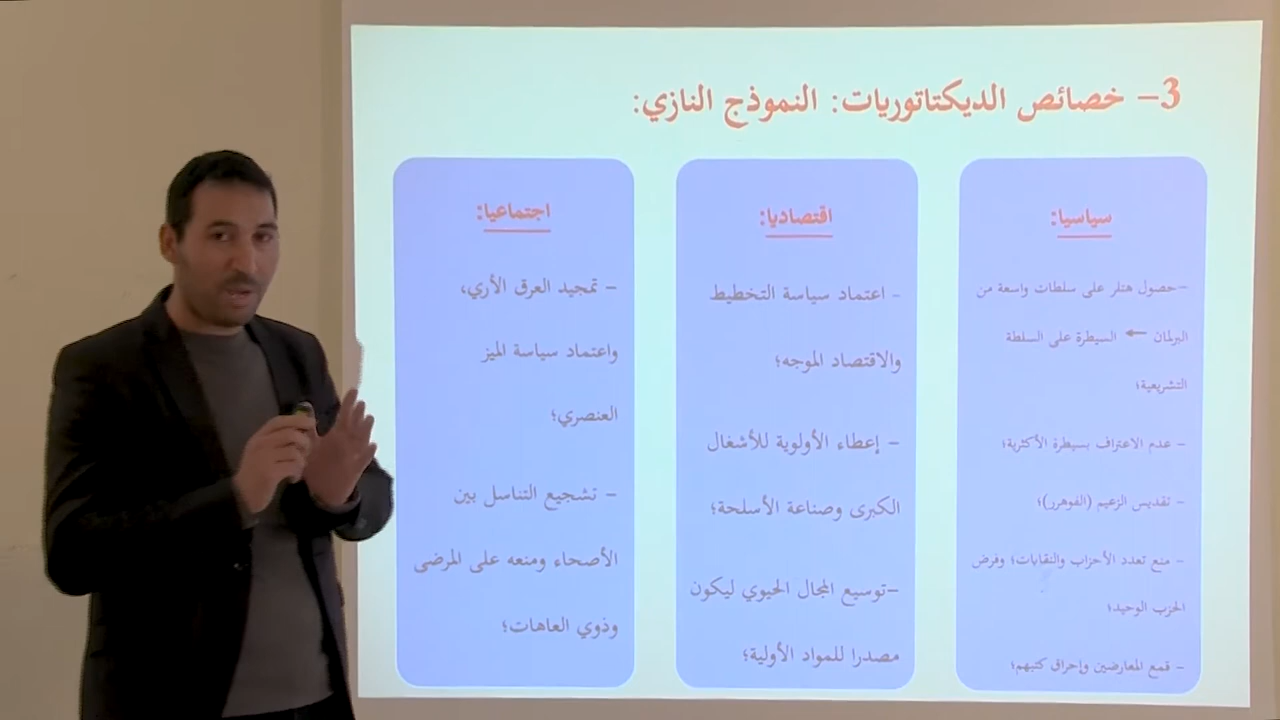 3- خصائص الديكتاتوريات: النموذج النازي:
سياسيا:
-حصول هتلر على سلطات واسعة من
البرلمان ← السيطرة على السلطة
التشريعية؛
- عدم الاعتراف بسيطرة الأكثرية؛
- تقديس الزعيم (الفوهرر)؛
- منع تعدد الأحزاب والنقابات؛ وفرض
الحزب الوحيد؛
- قمع المعارضين وإحراق كتبهم؛
اقتصاديا:
- اعتماد سياسة التخطيط
والاقتصاد الموجه؛
- إعطاء الأولوية للأشغال
الكبرى وصناعة الأسلحة؛
-توسيع المجال الحيوي ليكون
مصدرا للمواد الأولية؛
اجتماعيا:
- تمجيد العرق الأري،
واعتماد سياسة الميز
العنصري؛
- تشجيع التناسل بين
الأصحاء ومنعه على المرضى
وذوي العاهات؛